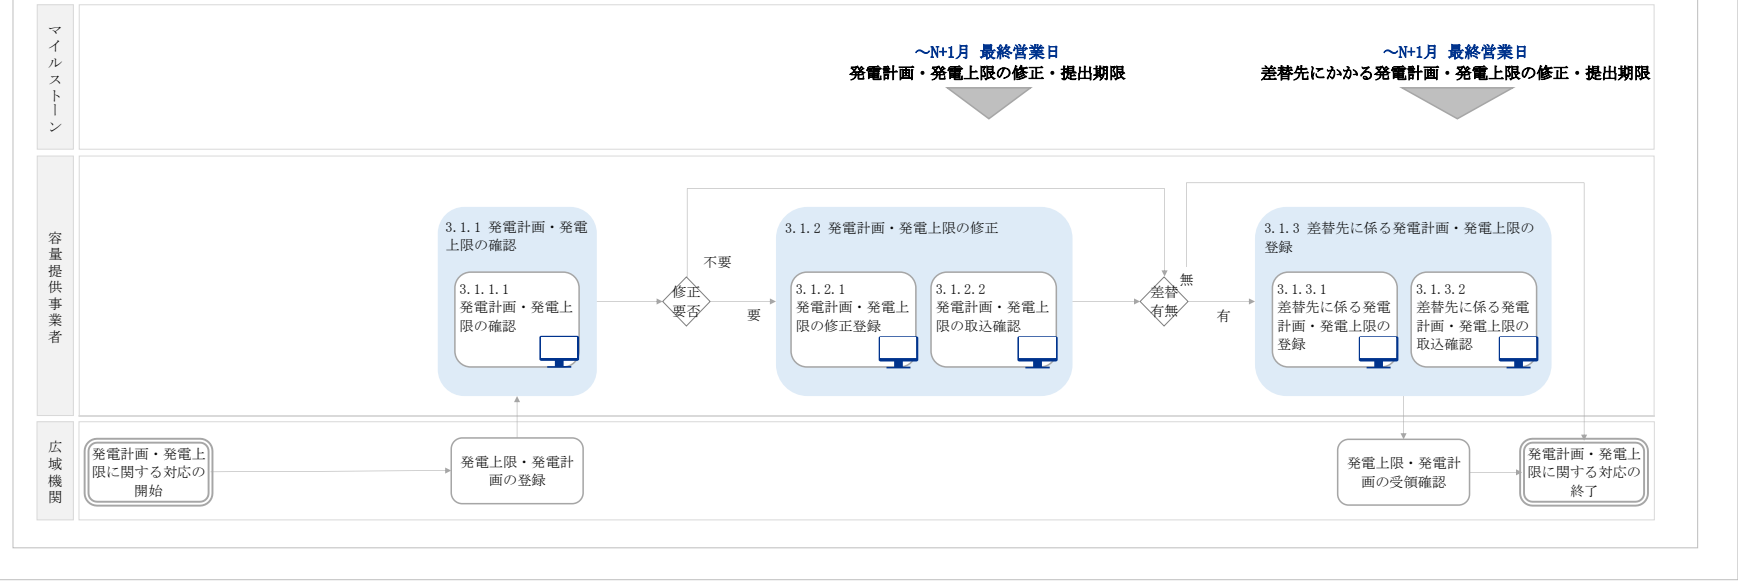 マイルストーン
～N+1月 最終営業日
発電計画・発電上限の修正・提出期限
～N+1月 最終営業日
差替先にかかる発電計画・発電上限の修正・提出期限
容量提供事業者
3.1.1 発電計画・発電
上限の確認
3.1.1.1
発電計画・発電上
限の確認
修正
要否
不要
要
3.1.2 発電計画・発電上限の修正
3.1.2.1
発電計画・発電上
限の修正登録
3.1.2.2
発電計画・発電上
限の取込確認
差替
有無
無
有
3.1.3 差替先に係る発電計画・発電上限の
登録
3.1.3.1
差替先に係る発電
計画・発電上限の
登録
3.1.3.2
差替先に係る発電
計画・発電上限の
取込確認
広域機関
発電計画・発電上
限に関する対応の
開始
発電上限・発電計
画の登録
発電上限・発電計
画の受領確認
発電計画・発電上
限に関する対応の
終了